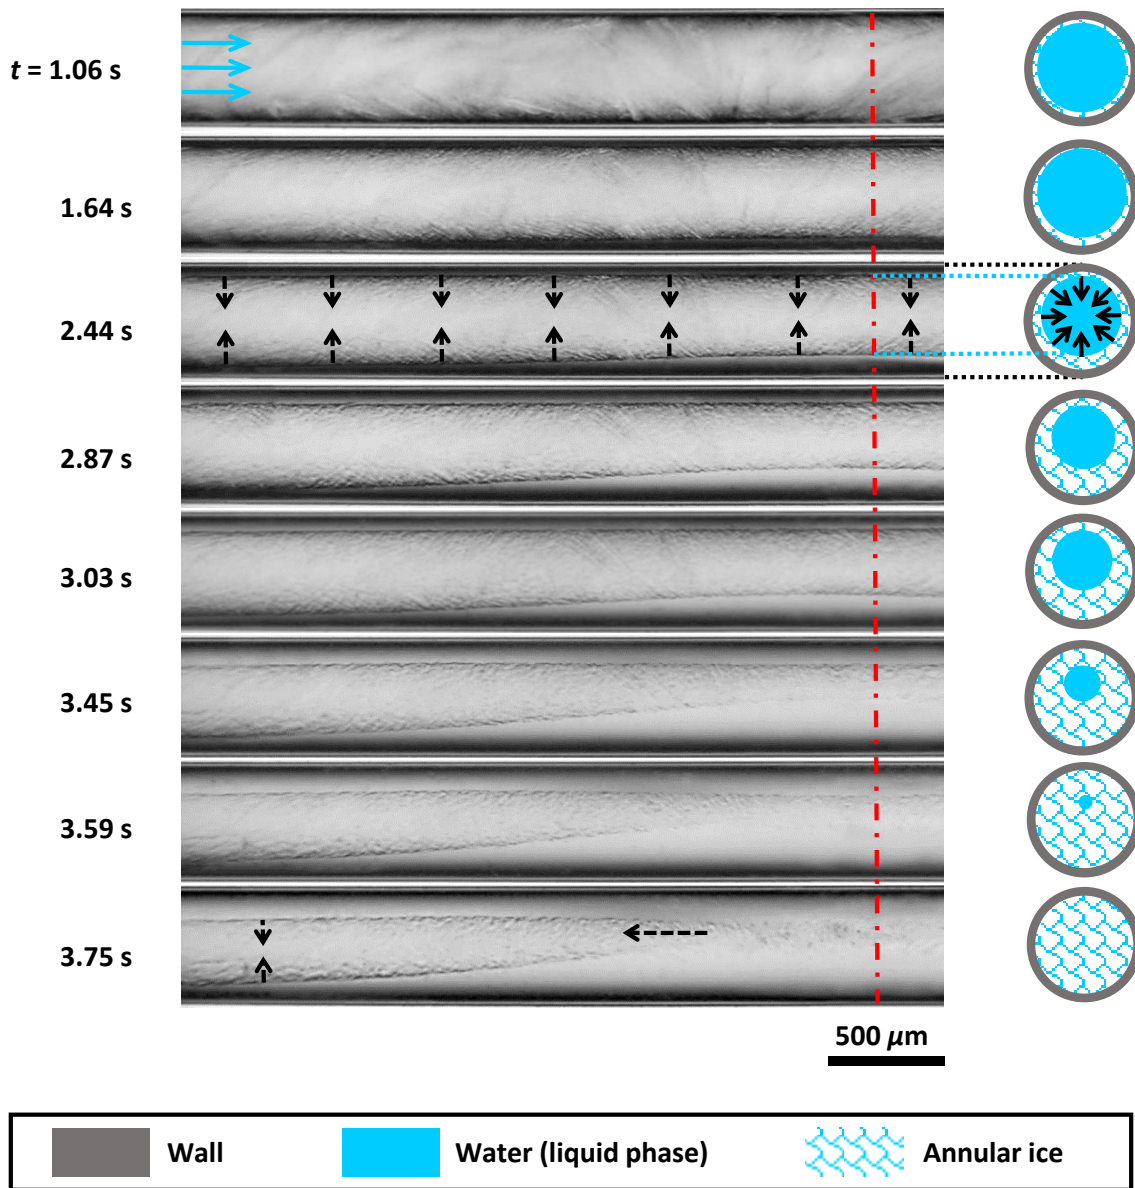 t = 1.06 s
1.64 s
2.44 s
2.87 s
3.03 s
3.45 s
3.59 s
3.75 s
500 μm
Wall
Water (liquid phase)
Annular ice